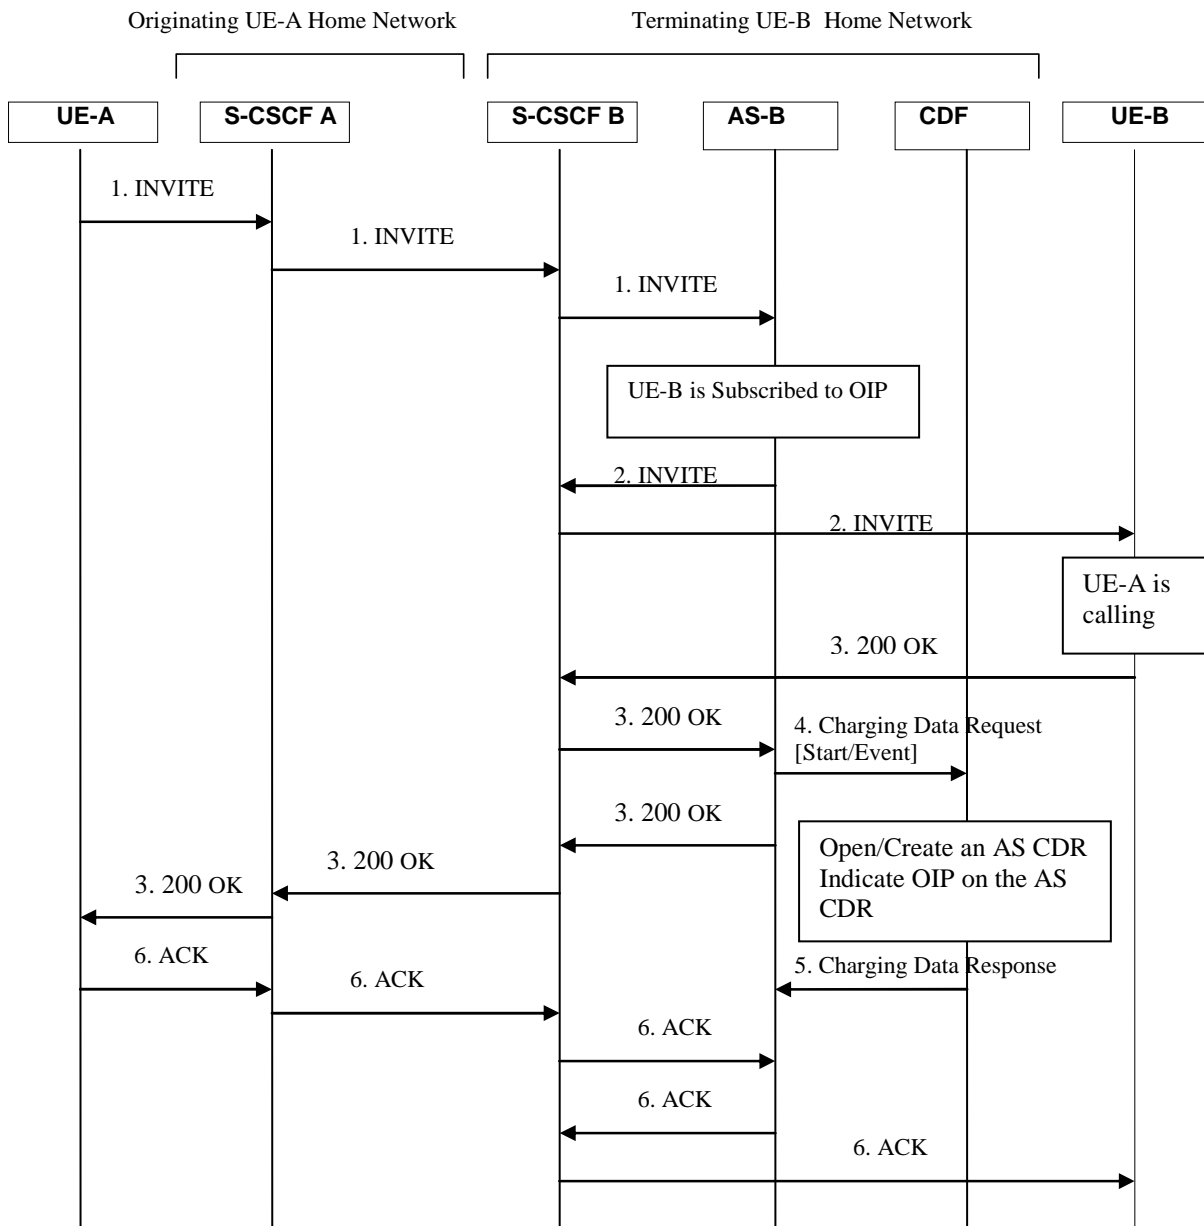 Originating UE-A Home Network
Terminating UE-B Home Network
UE-A
S-CSCF A
S-CSCF B
AS-B
CDF
UE-B
1. INVITE
1. INVITE
1. INVITE
UE-B is Subscribed to OIP
2. INVITE
2. INVITE
UE-A is
calling
3. 200 OK
3. 200 OK
4. Charging Data Request
[Start/Event]
3. 200 OK
Open/Create an AS CDR
Indicate OIP on the AS
CDR
3. 200 OK
3. 200 OK
6. ACK
5. Charging Data Response
6. ACK
6. ACK
6. ACK
6. ACK